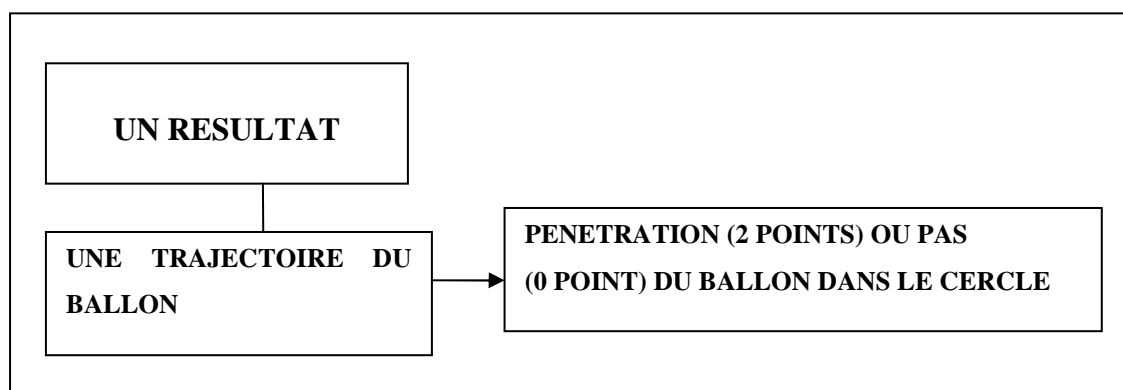 UN RESULTAT
UNE TRAJECTOIRE DU
BALLON
PENETRATION (2 POINTS) OU PAS
(0 POINT) DU BALLON DANS LE CERCLE